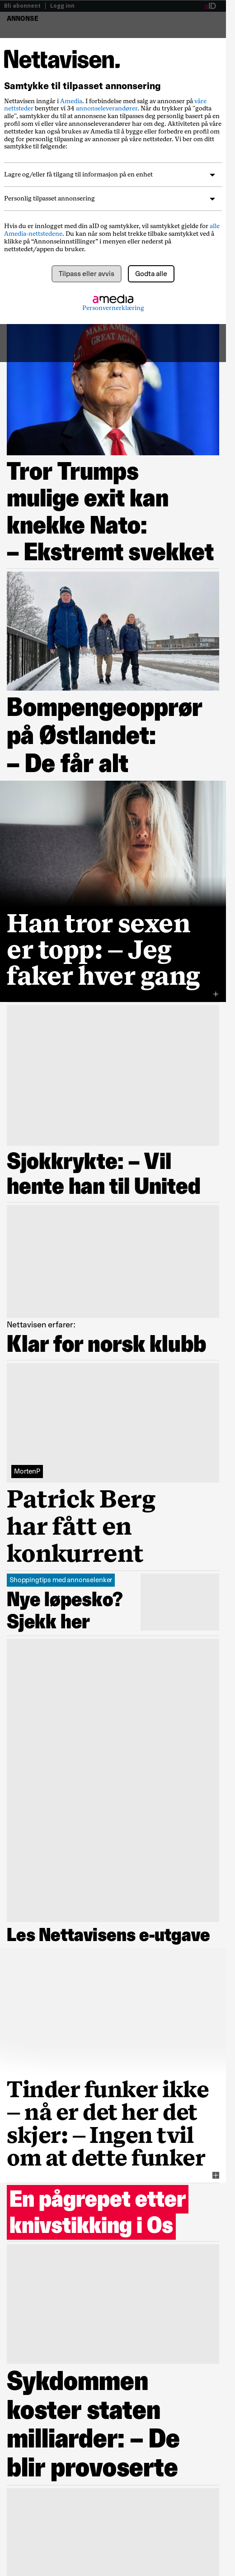 Bli abonnent | Logg inn
aID
ANNONSE
Nettavisen.
Samtykke til tilpasset annonsering
Nettavisen inngår i Amedia. I forbindelse med salg av annonser på våre
nettsteder benytter vi 34 annonseleverandører. Når du trykker på "godta
alle", samtykker du til at annonsene kan tilpasses deg personlig basert på en
profil som vi eller våre annonseleverandører har om deg. Aktiviteten på våre
nettsteder kan også brukes av Amedia til å bygge eller forbedre en profil om
deg for personlig tilpasning av annonser på våre nettsteder. Vi ber om ditt
samtykke til følgende:
Lagre og/eller få tilgang til informasjon på en enhet
Personlig tilpasset annonsering
Hvis du er innlogget med din aID og samtykker, vil samtykket gjelde for alle
Amedia-nettstedene. Du kan når som helst trekke tilbake samtykket ved å
klikke på “Annonseinnstillinger” i menyen eller nederst på
nettstedet/appen du bruker.
Tilpass eller avvis
Godta alle
amedia
Personvernerklæring
MAKE AMERICA
Tror Trumps
mulige exit kan
knekke Nato:
– Ekstremt svekket
Bompengeopprør
på Østlandet:
– De får alt
Han tror sexen
er topp: – Jeg
faker hver gang
Sjokkrykte: – Vil
hente han til United
Nettavisen erfarer:
Klar for norsk klubb
MortenP
Patrick Berg
har fått en
konkurrent
Shoppingtips med annonselenker
Nye løpesko?
Sjekk her
Les Nettavisens e-utgave
Tinder funker ikke
– nå er det her det
skjer: – Ingen tvil
om at dette funker
En pågrepet etter
knivstikking i Os
Sykdommen
koster staten
milliarder: – De
blir provoserte